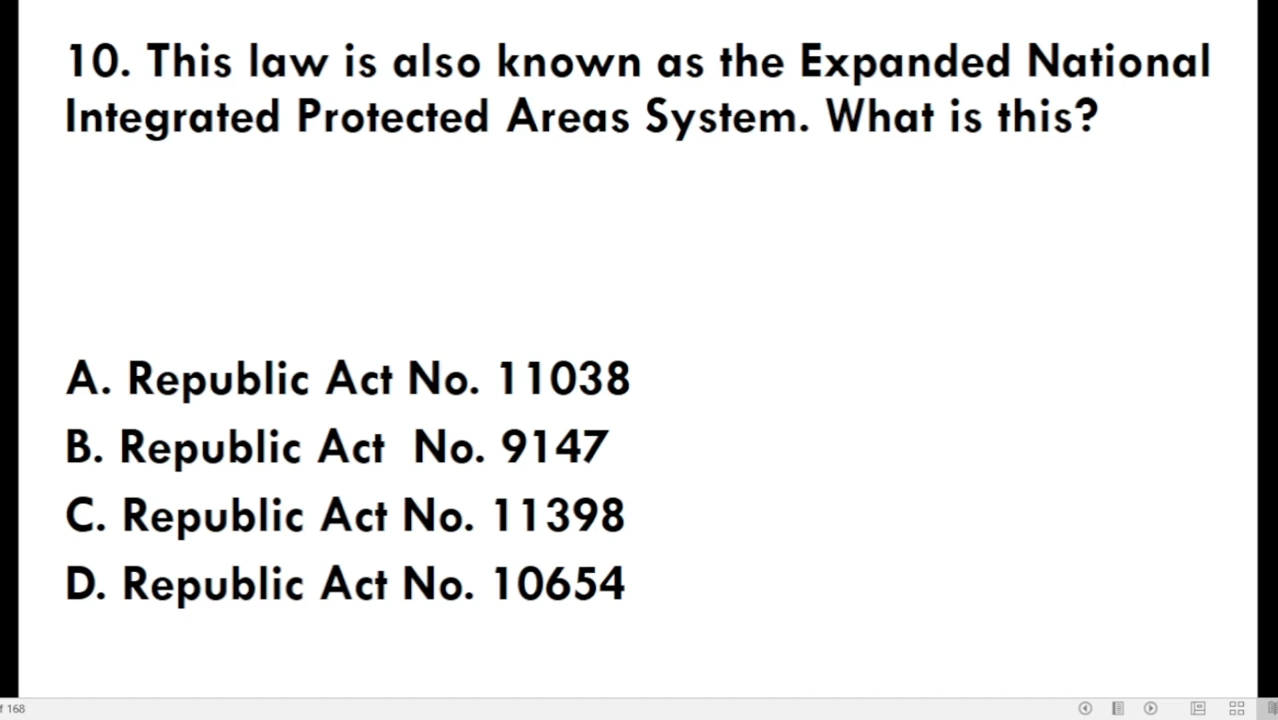 10. This law is also known as the Expanded National
Integrated Protected Areas System. What is this?
A. Republic Act No. 11038
B. Republic Act  No. 9147
C. Republic Act No. 11398
D. Republic Act No. 10654
f 168